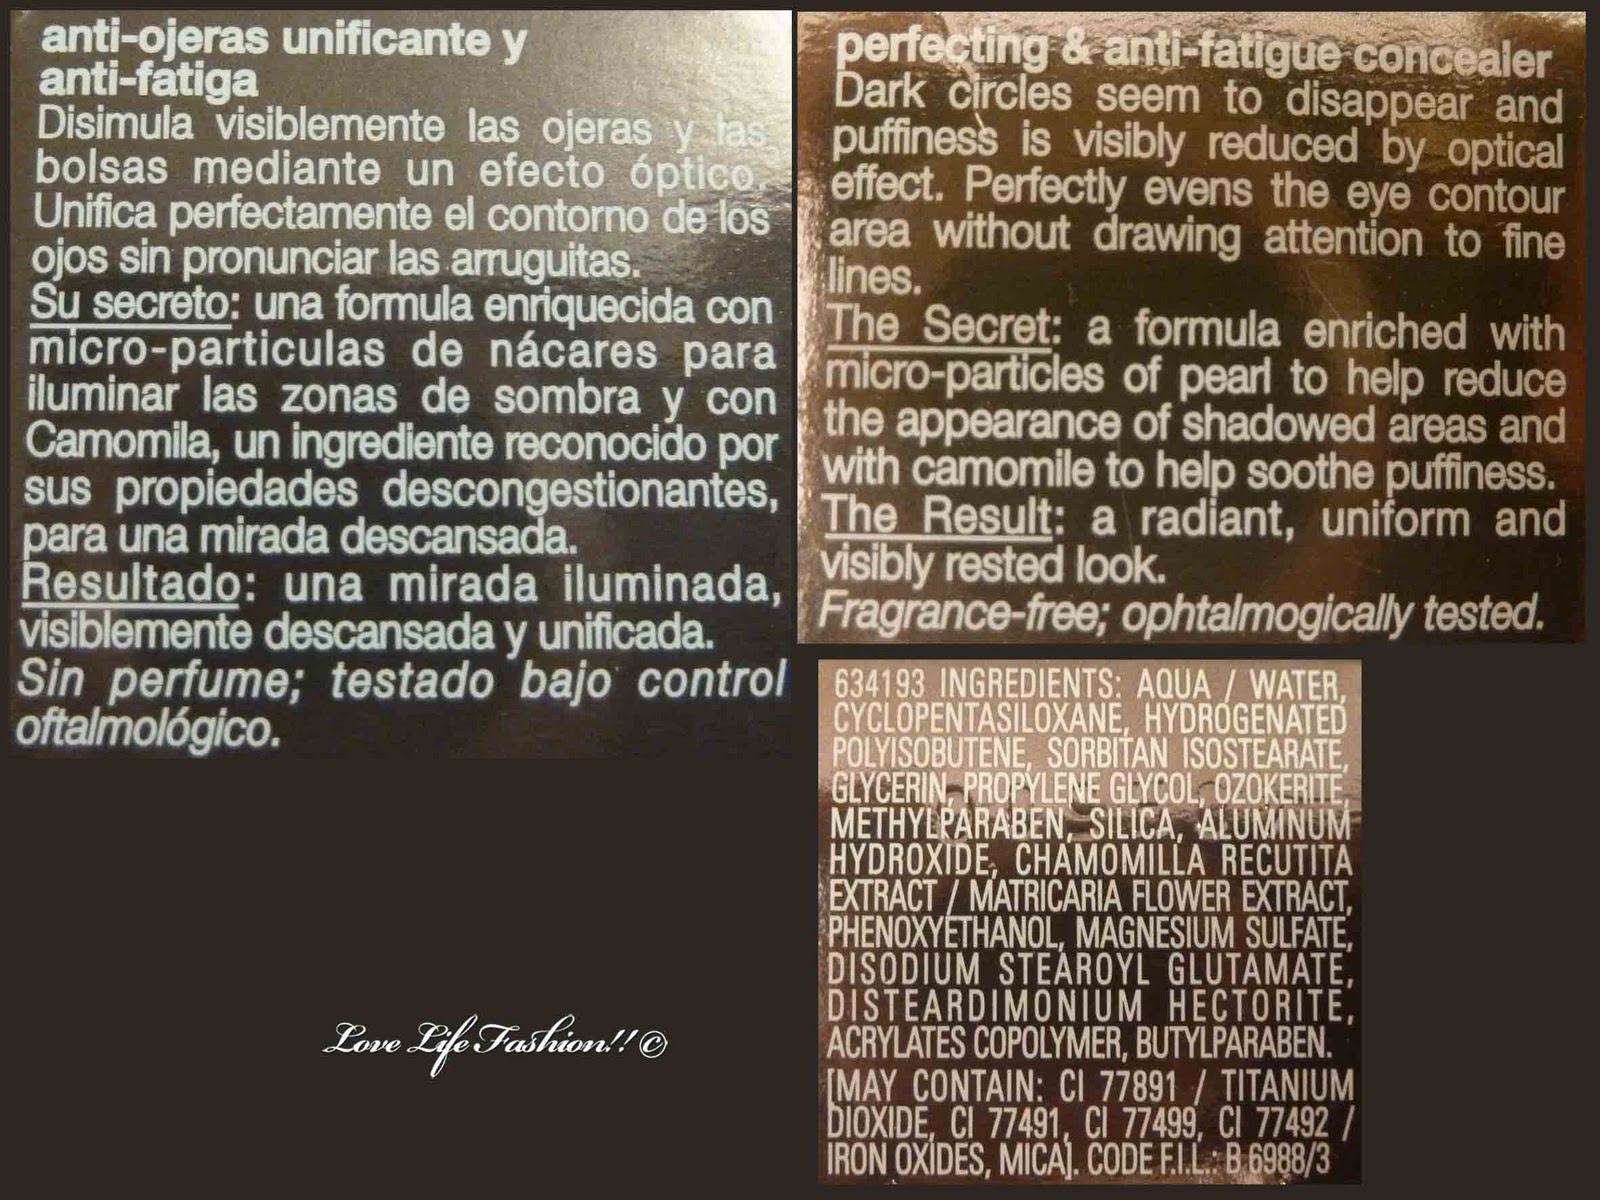 anti-ojeras unificante y
anti-fatiga
Disimula visiblemente las ojeras y las
bolsas mediante un efecto óptico.
Unifica perfectamente el contorno de los
ojos sin pronunciar las arruguitas.
Su secreto: una formula enriquecida con
micro-particulas de nácares para
iluminar las zonas de sombra y con
Camomila, un ingrediente reconocido por
sus propiedades descongestionantes,
para una mirada descansada.
Resultado: una mirada iluminada,
visiblemente descansada y unificada.
Sin perfume; testado bajo control
oftalmológico.
perfecting & anti-fatigue concealer
Dark circles seem to disappear and
puffiness is visibly reduced by optical
effect. Perfectly evens the eye contour
area without drawing attention to fine
lines.
The Secret: a formula enriched with
micro-particles of pearl to help reduce
the appearance of shadowed areas and
with camomile to help soothe puffiness.
The Result: a radiant, uniform and
visibly rested look.
Fragrance-free; ophtalmogically tested.
634193 INGREDIENTS: AQUA / WATER,
CYCLOPENTASILOXANE, HYDROGENATED
POLYISOBUTENE, SORBITAN ISOSTEARATE,
GLYCERIN, PROPYLENE GLYCOL, OZOKERITE,
METHYLPARABEN, SILICA, ALUMINUM
HYDROXIDE, CHAMOMILLA RECUTITA
EXTRACT / MATRICARIA FLOWER EXTRACT,
PHENOXYETHANOL, MAGNESIUM SULFATE,
DISODIUM STEAROYL GLUTAMATE,
DISTEARDIMONIUM HECTORITE,
ACRYLATES COPOLYMER, BUTYLPARABEN.
[MAY CONTAIN: CI 77891 / TITANIUM
DIOXIDE, CI 77491, CI 77499, CI 77492 /
IRON OXIDES, MICA]. CODE F.I.L.: B 6988/3
Love Life Fashion!! ©